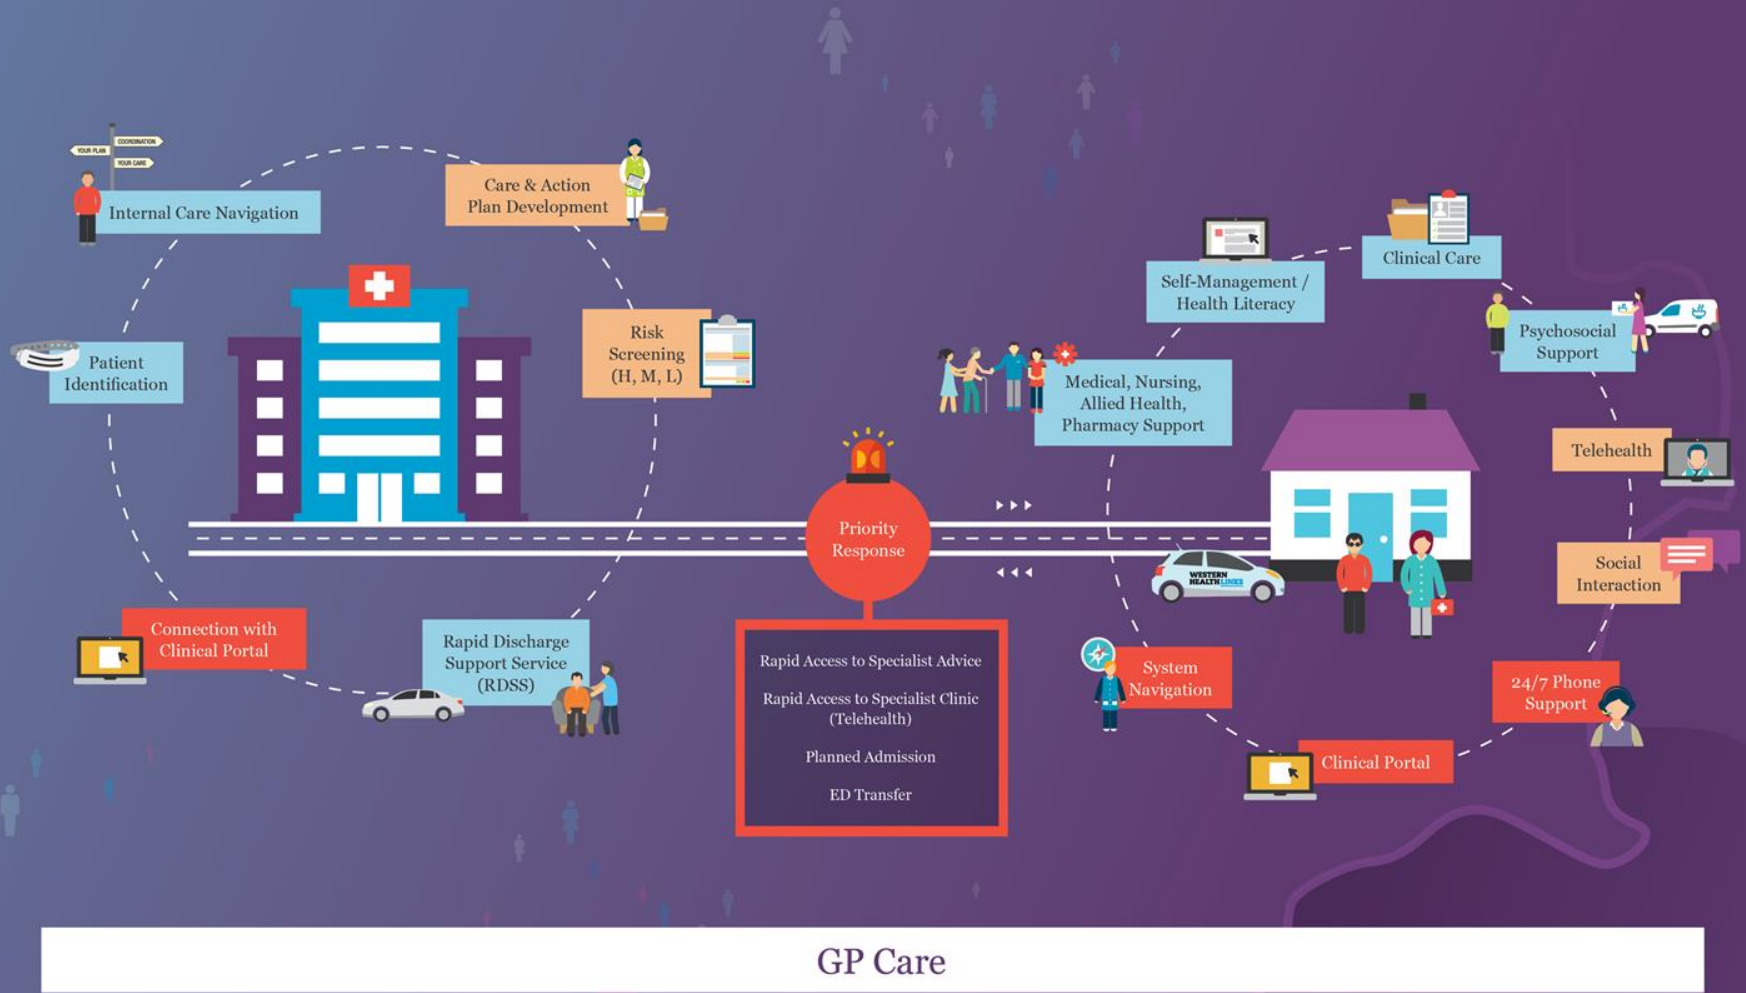 COORDINATION
YOUR PLAN
YOUR CARE
Internal Care Navigation
Care & Action
Plan Development
Patient
Identification
Risk
Screening
(H, M, L)
Connection with
Clinical Portal
Rapid Discharge
Support Service
(RDSS)
Priority
Response
Rapid Access to Specialist Advice
Rapid Access to Specialist Clinic
(Telehealth)
Planned Admission
ED Transfer
Self-Management /
Health Literacy
Clinical Care
Psychosocial
Support
Medical, Nursing,
Allied Health,
Pharmacy Support
Telehealth
Social
Interaction
WESTERN
HEALTHLINKS
System
Navigation
24/7 Phone
Support
Clinical Portal
GP Care